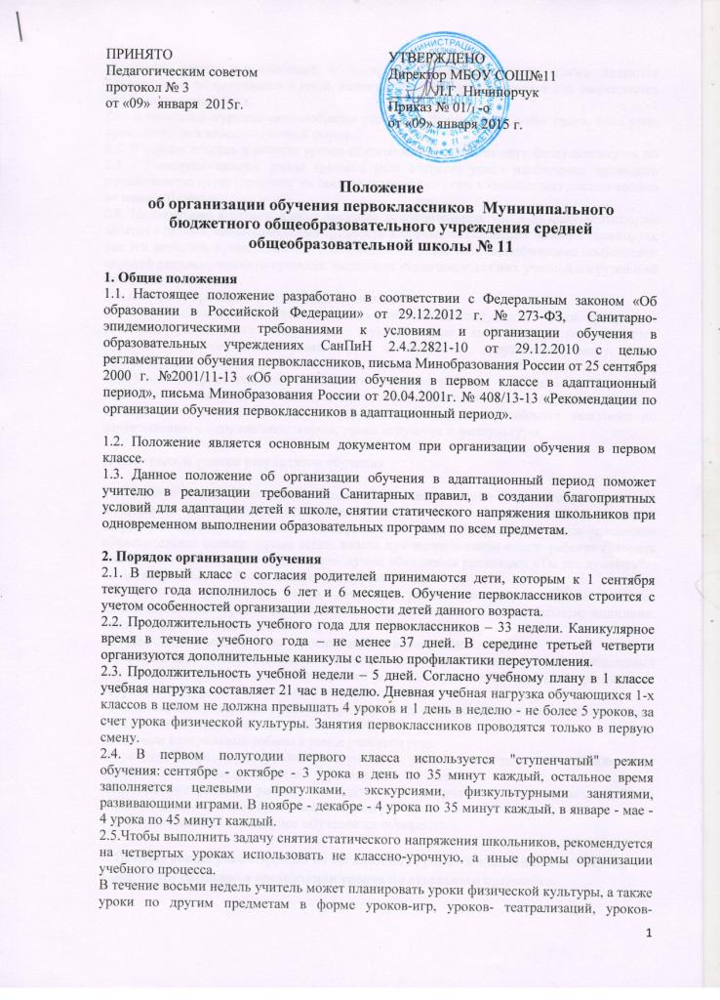 ПРИНЯТО
Педагогическим советом
протокол № 3
от «09» января 2015г.
УТВЕРЖДЕНО
Директор МБОУ СОШ№11
Л.Г. Ничипорчук
Приказ № 01/1-о
от «09» января 2015 г.
Положение
об организации обучения первоклассников Муниципального
бюджетного общеобразовательного учреждения средней
общеобразовательной школы № 11
1. Общие положения
1.1. Настоящее положение разработано в соответствии с Федеральным законом «Об
образовании в Российской Федерации» от 29.12.2012 г. № 273-ФЗ, Санитарно-
эпидемиологическими требованиями к условиям и организации обучения в
образовательных учреждениях СанПиН 2.4.2.2821-10 от 29.12.2010 с целью
регламентации обучения первоклассников, письма Минобразования России от 25 сентября
2000 г. №2001/11-13 «Об организации обучения в первом классе в адаптационный
период», письма Минобразования России от 20.04.2001г. № 408/13-13 «Рекомендации по
организации обучения первоклассников в адаптационный период».
1.2. Положение является основным документом при организации обучения в первом
классе.
1.3. Данное положение об организации обучения в адаптационный период поможет
учителю в реализации требований Санитарных правил, в создании благоприятных
условий для адаптации детей к школе, снятии статического напряжения школьников при
одновременном выполнении образовательных программ по всем предметам.
2. Порядок организации обучения
2.1. В первый класс с согласия родителей принимаются дети, которым к 1 сентября
текущего года исполнилось 6 лет и 6 месяцев. Обучение первоклассников строится с
учетом особенностей организации деятельности детей данного возраста.
2.2. Продолжительность учебного года для первоклассников – 33 недели. Каникулярное
время в течение учебного года – не менее 37 дней. В середине третьей четверти
организуются дополнительные каникулы с целью профилактики переутомления.
2.3. Продолжительность учебной недели – 5 дней. Согласно учебному плану в 1 классе
учебная нагрузка составляет 21 час в неделю. Дневная учебная нагрузка обучающихся 1-х
классов в целом не должна превышать 4 уроков и 1 день в неделю - не более 5 уроков, за
счет урока физической культуры. Занятия первоклассников проводятся только в первую
смену.
2.4. В первом полугодии первого класса используется "ступенчатый" режим
обучения: сентябре - октябре - 3 урока в день по 35 минут каждый, остальное время
заполняется целевыми прогулками, экскурсиями, физкультурными занятиями,
развивающими играми. В ноябре - декабре - 4 урока по 35 минут каждый, в январе - мае -
4 урока по 45 минут каждый.
2.5.Чтобы выполнить задачу снятия статического напряжения школьников, рекомендуется
на четвертых уроках использовать не классно-урочную, а иные формы организации
учебного процесса.
В течение восьми недель учитель может планировать уроки физической культуры, а также
уроки по другим предметам в форме уроков-игр, уроков- театрализаций, уроков-
1